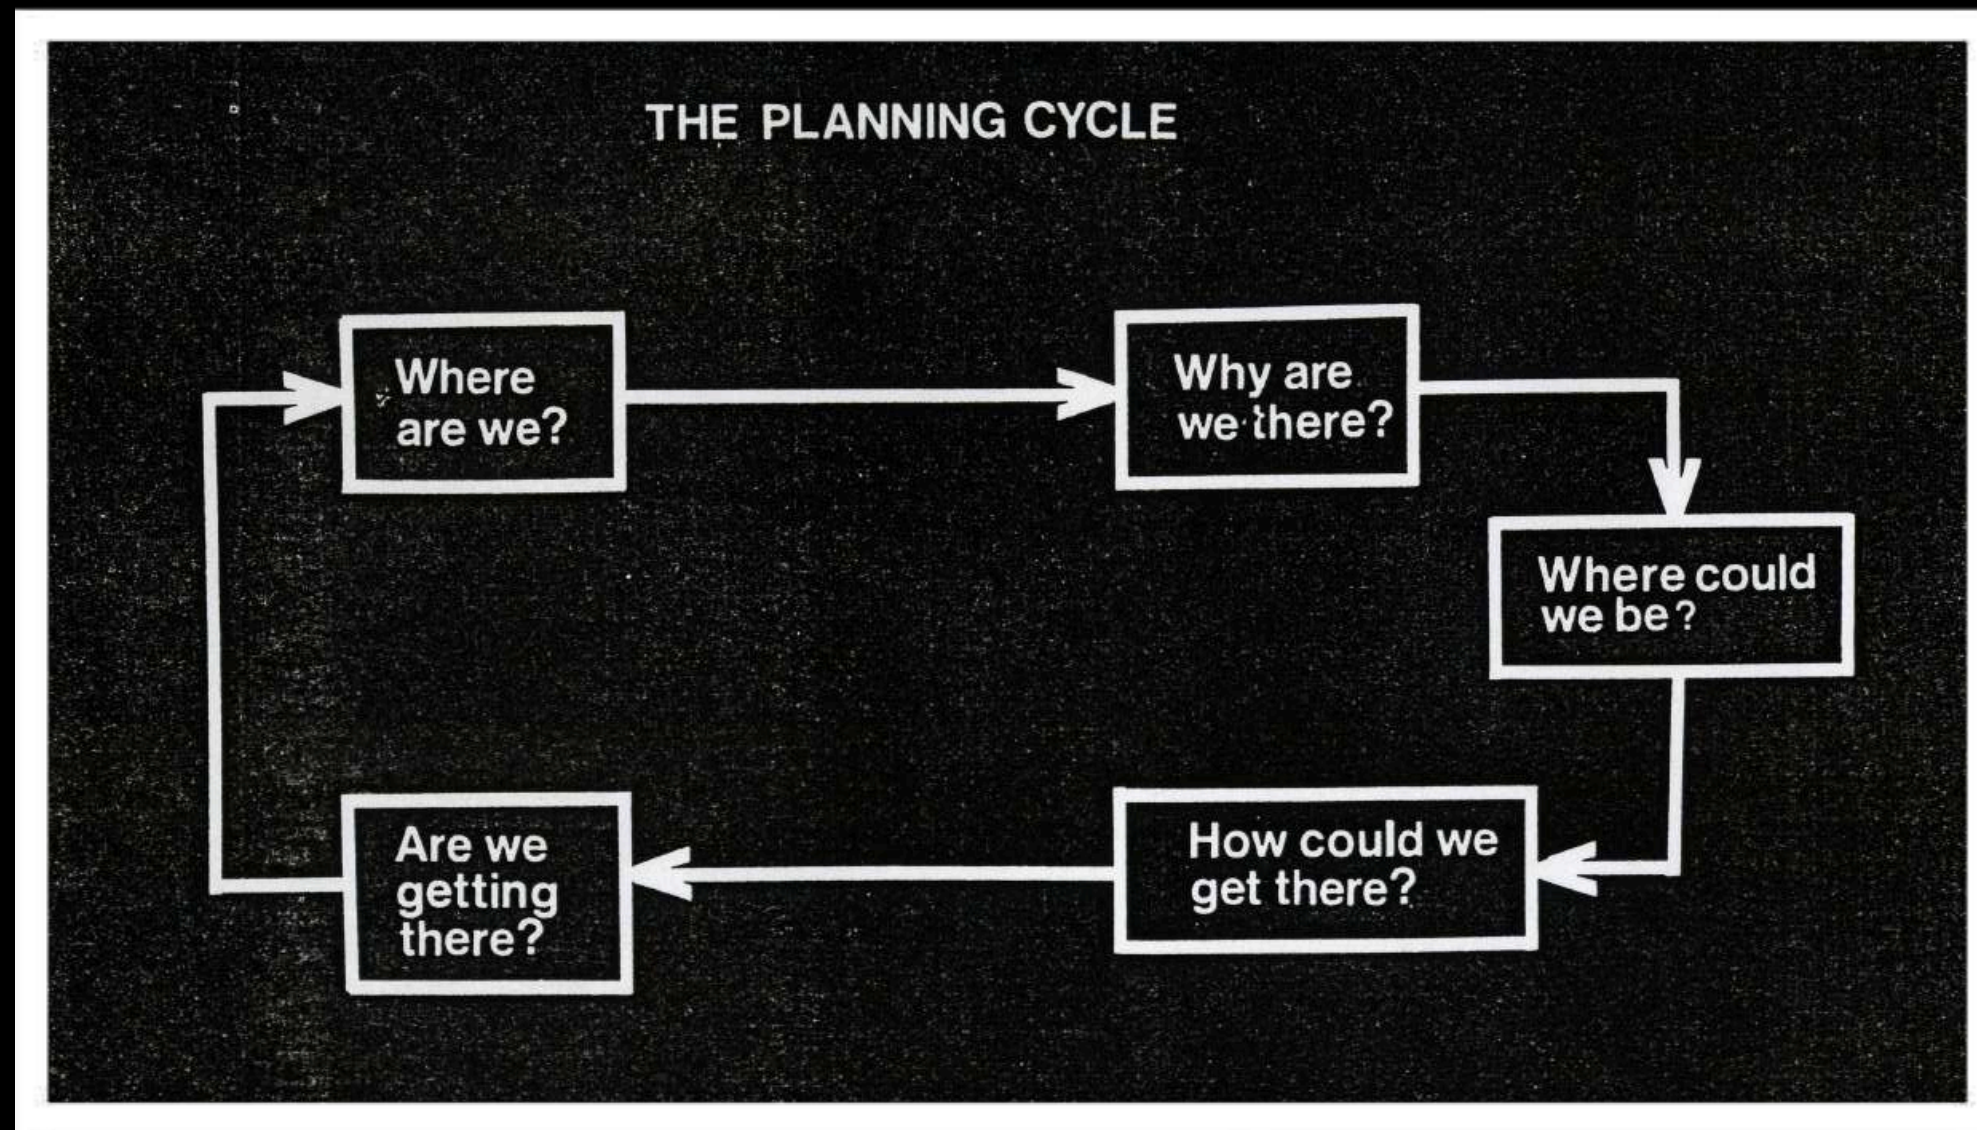 THE PLANNING CYCLE
Where
are we?
Why are
we there?
Where could
we be?
How could we
get there?
Are we
getting
there?